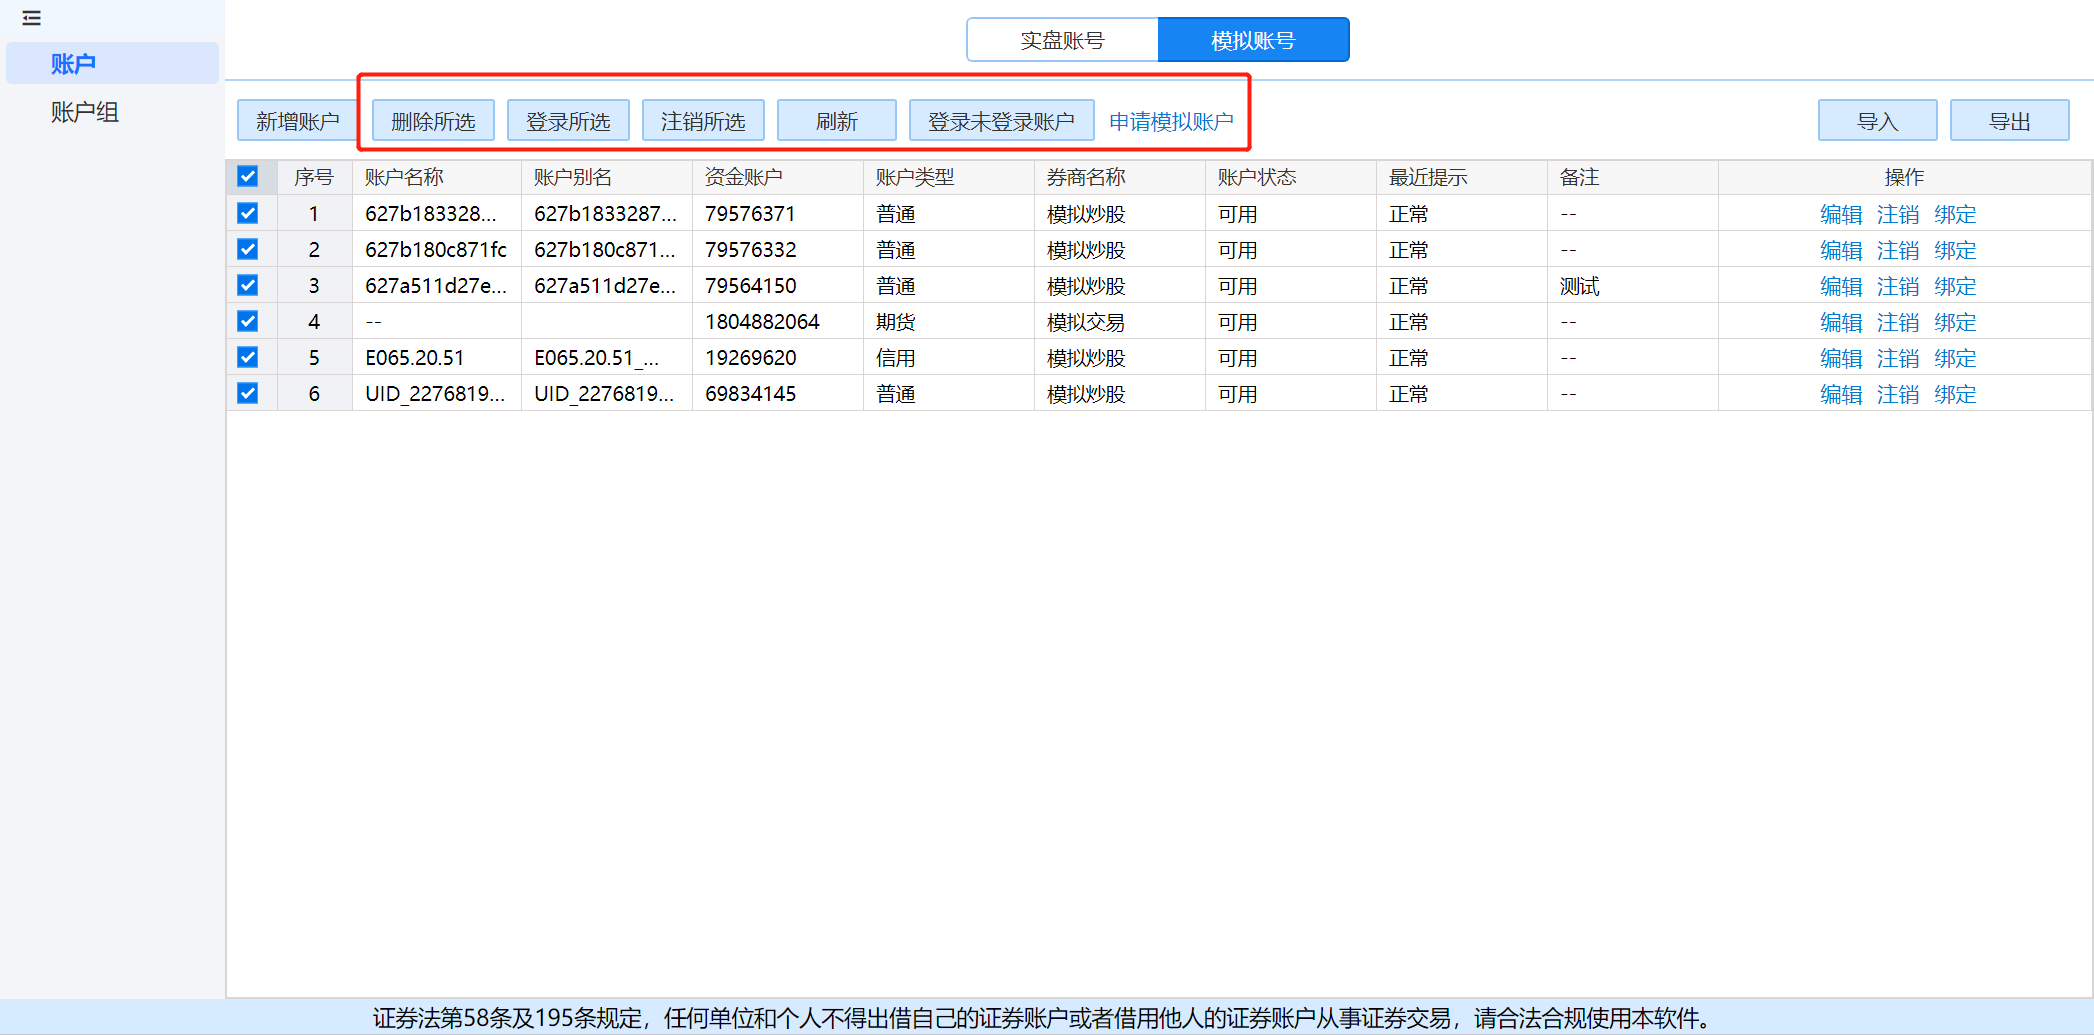 实盘账号 模拟账号
账户
账户组
新增账户 删除所选 登录所选 注销所选 刷新 登录未登录账户 申请模拟账户 导入 导出
序号 账户名称 账户别名 资金账户 账户类型 券商名称 账户状态 最近提示 备注 操作
1 627b183328... 627b1833287... 79576371 普通 模拟炒股 可用 正常 -- 编辑 注销 绑定
2 627b180c871fc 627b180c871... 79576332 普通 模拟炒股 可用 正常 -- 编辑 注销 绑定
3 627a511d27e... 627a511d27e... 79564150 普通 模拟炒股 可用 正常 测试 编辑 注销 绑定
4 -- 1804882064 期货 模拟交易 可用 正常 -- 编辑 注销 绑定
5 E065.20.51 E065.20.51_... 19269620 信用 模拟炒股 可用 正常 -- 编辑 注销 绑定
6 UID_2276819... UID_2276819... 69834145 普通 模拟炒股 可用 正常 -- 编辑 注销 绑定
证券法第58条及195条规定，任何单位和个人不得出借自己的证券账户或者借用他人的证券账户从事证券交易，请合法合规使用本软件。